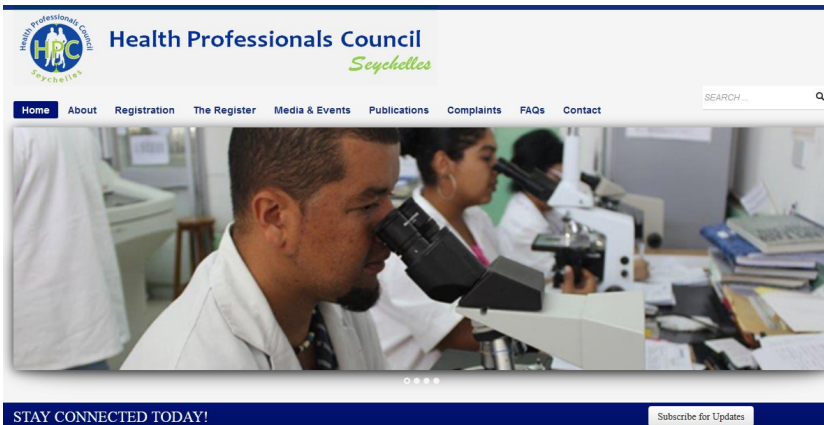 Health Professionals Council
HPC
Seychelles
Health Professionals Council
Seychelles
SEARCH ...
Home About Registration The Register Media & Events Publications Complaints FAQs Contact
STAY CONNECTED TODAY!
Subscribe for Updates